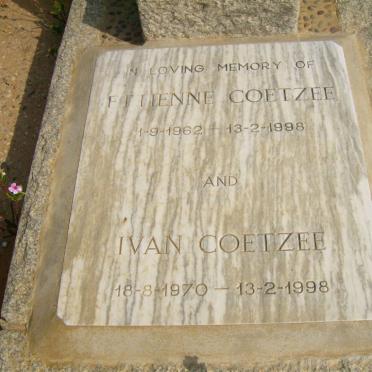 IN LOVING MEMORY OF
ETTIENNE COETZEE
1-9-1962 - 13-2-1998
AND
IVAN COETZEE
18-8-1970 - 13-2-1998